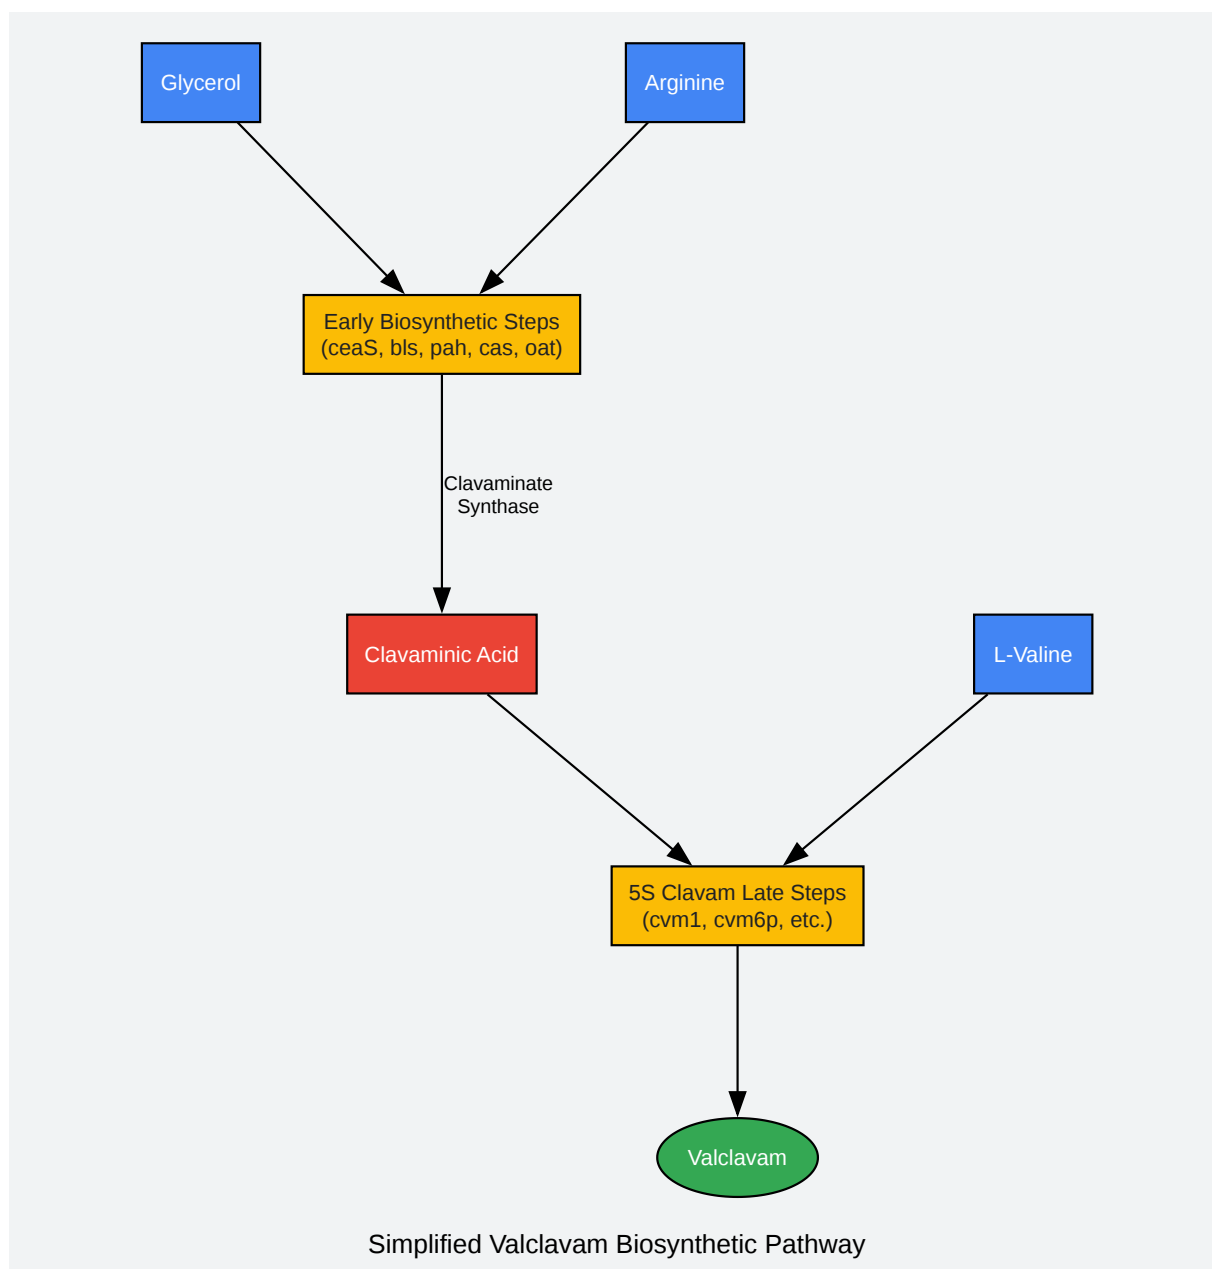 Glycerol
Arginine
Early Biosynthetic Steps
(ceaS, bls, pah, cas, oat)
Clavaminate
Synthase
Clavaminic Acid
L-Valine
5S Clavam Late Steps
(cvm1, cvm6p, etc.)
Valclavam
Simplified Valclavam Biosynthetic Pathway